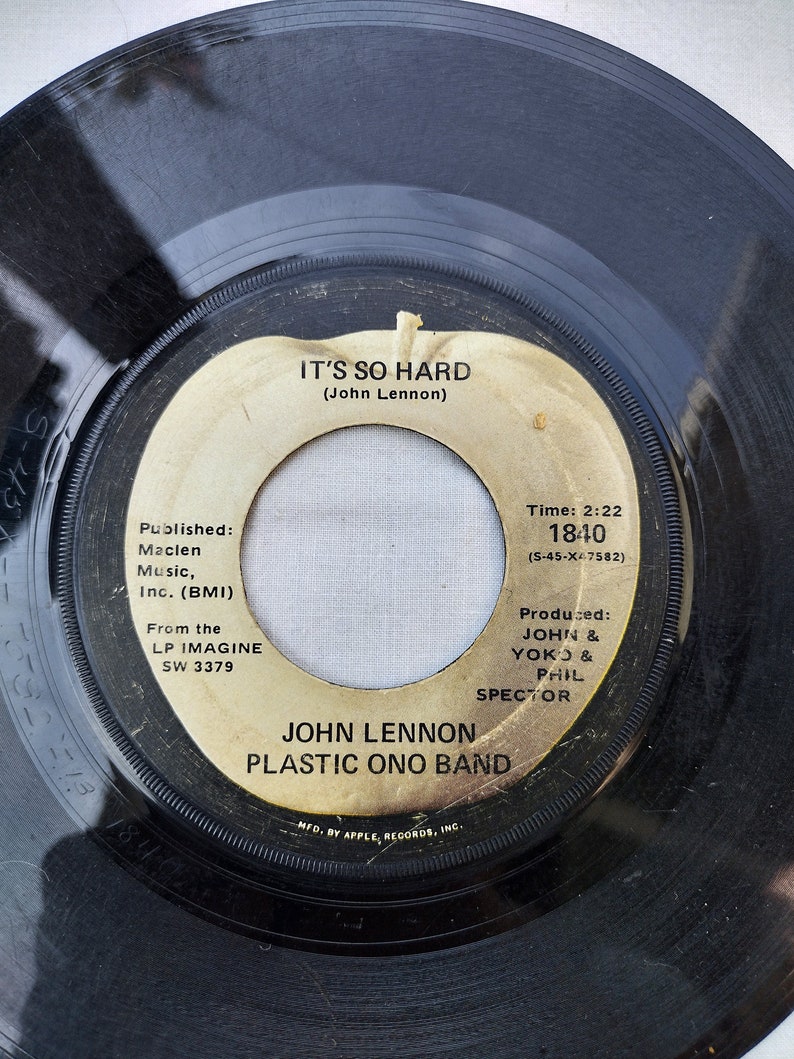 IT'S SO HARD
(John Lennon)
Time: 2:22
1840
(S-45-X47582)
Published:
Maclen
Music,
Inc. (BMI)
From the
LP IMAGINE
SW 3379
Produced:
JOHN &
YOKO &
PHIL
SPECTOR
JOHN LENNON
PLASTIC ONO BAND
MFD. BY APPLE RECORDS, INC.